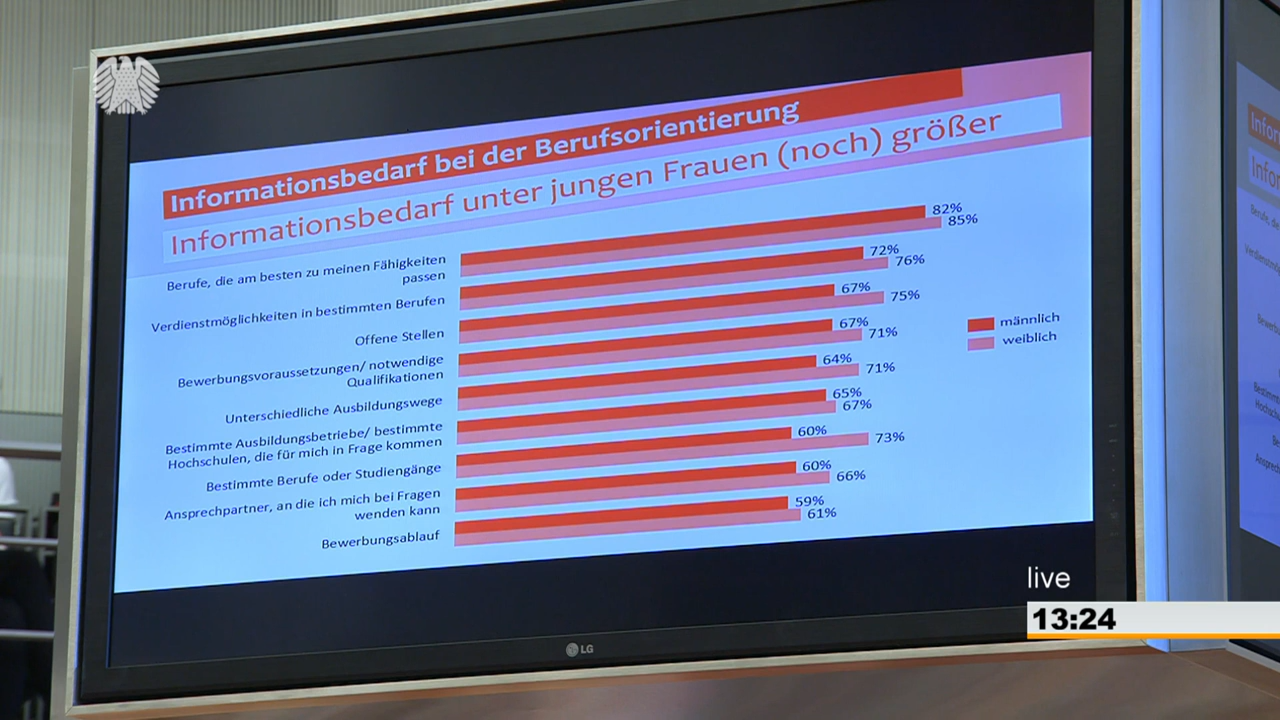 Informationsbedarf bei der Berufsorientierung
Informationsbedarf unter jungen Frauen (noch) größer
Berufe, die am besten zu meinen Fähigkeiten
passen
82%
85%
Verdienstmöglichkeiten in bestimmten Berufen
72%
76%
Offene Stellen
67%
75%
Bewerbungsvoraussetzungen/ notwendige
Qualifikationen
67%
71%
Unterschiedliche Ausbildungswege
64%
71%
Bestimmte Ausbildungsbetriebe/ bestimmte
Hochschulen, die für mich in Frage kommen
65%
67%
Bestimmte Berufe oder Studiengänge
60%
73%
Ansprechpartner, an die ich mich bei Fragen
wenden kann
60%
66%
Bewerbungsablauf
59%
61%
männlich
weiblich
LG
live
13:24